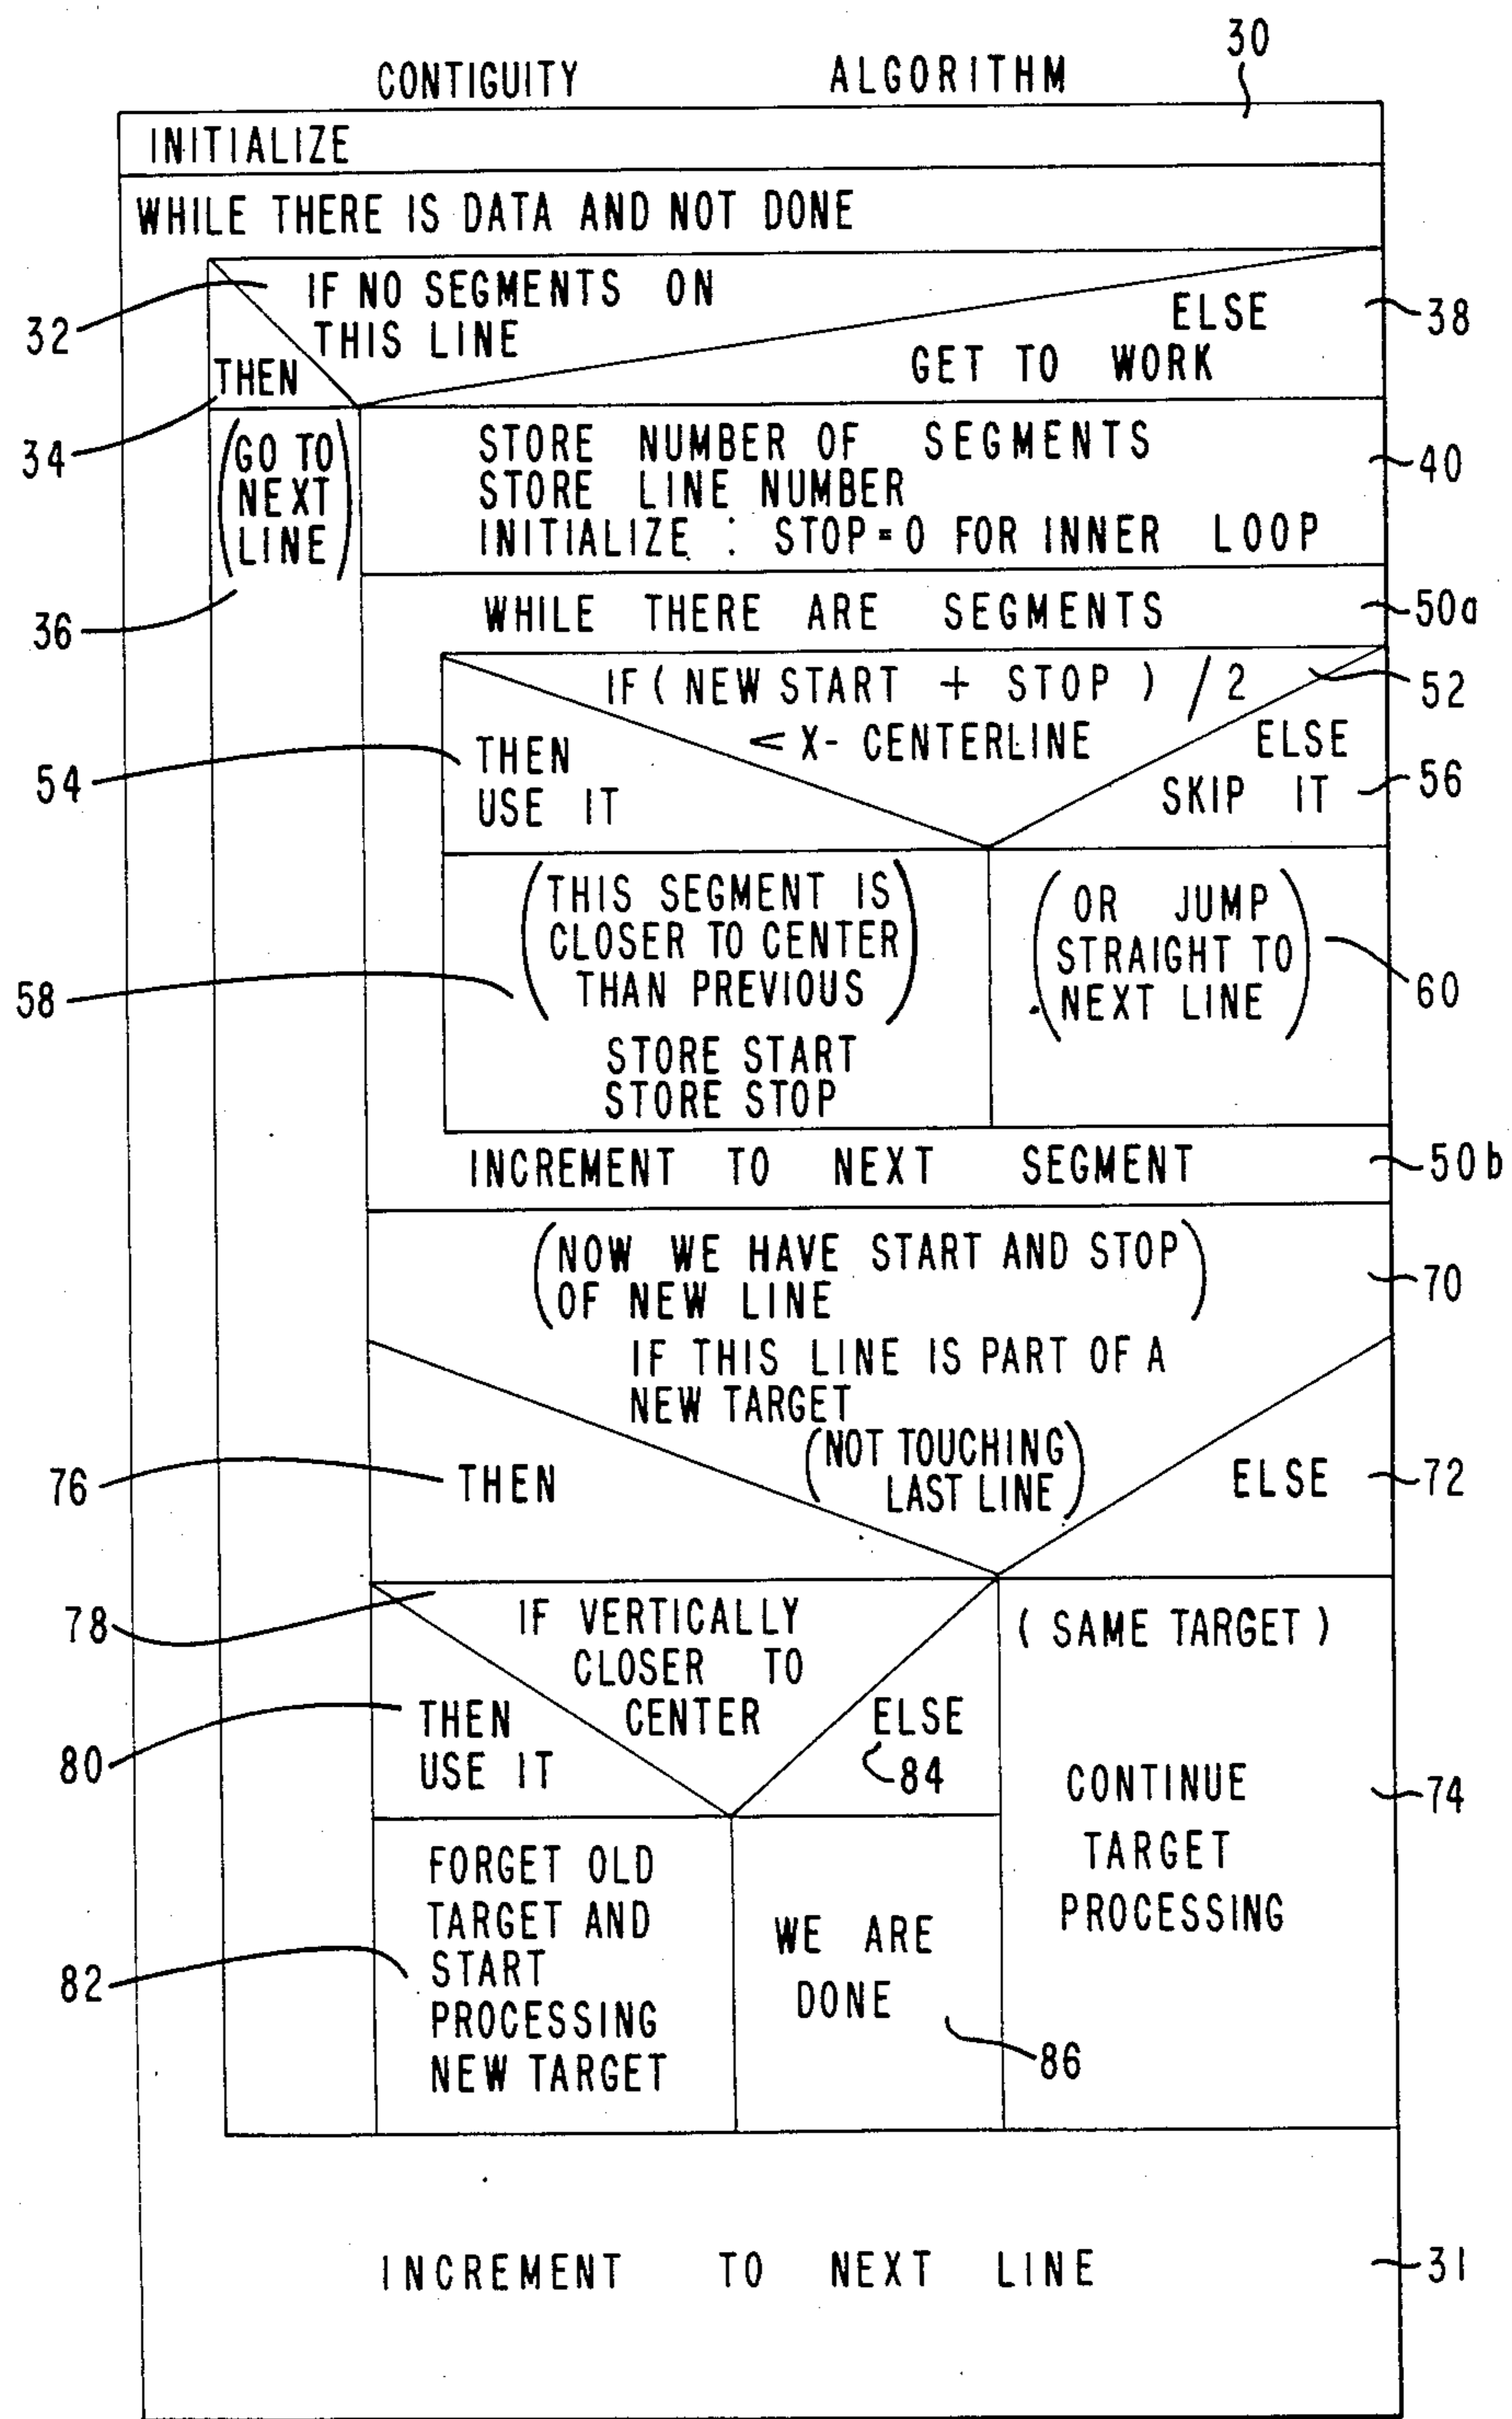 30
CONTIGUITY ALGORITHM
INITIALIZE
WHILE THERE IS DATA AND NOT DONE
32
IF NO SEGMENTS ON
THIS LINE
ELSE
GET TO WORK
38
THEN
34
(GO TO
NEXT
LINE)
36
STORE NUMBER OF SEGMENTS
STORE LINE NUMBER
INITIALIZE : STOP=0 FOR INNER LOOP
40
WHILE THERE ARE SEGMENTS
50a
IF ( NEW START + STOP ) / 2
< X- CENTERLINE
52
54
THEN
USE IT
ELSE
SKIP IT
56
(THIS SEGMENT IS
CLOSER TO CENTER
THAN PREVIOUS)
58
STORE START
STORE STOP
(OR JUMP
STRAIGHT TO
NEXT LINE)
60
INCREMENT TO NEXT SEGMENT
50b
(NOW WE HAVE START AND STOP
OF NEW LINE)
70
IF THIS LINE IS PART OF A
NEW TARGET
(NOT TOUCHING
LAST LINE)
76
THEN
ELSE
72
78
IF VERTICALLY
CLOSER TO
CENTER
80
THEN
USE IT
ELSE
84
( SAME TARGET )
CONTINUE
TARGET
PROCESSING
74
FORGET OLD
TARGET AND
START
PROCESSING
NEW TARGET
82
WE ARE
DONE
86
INCREMENT TO NEXT LINE
31